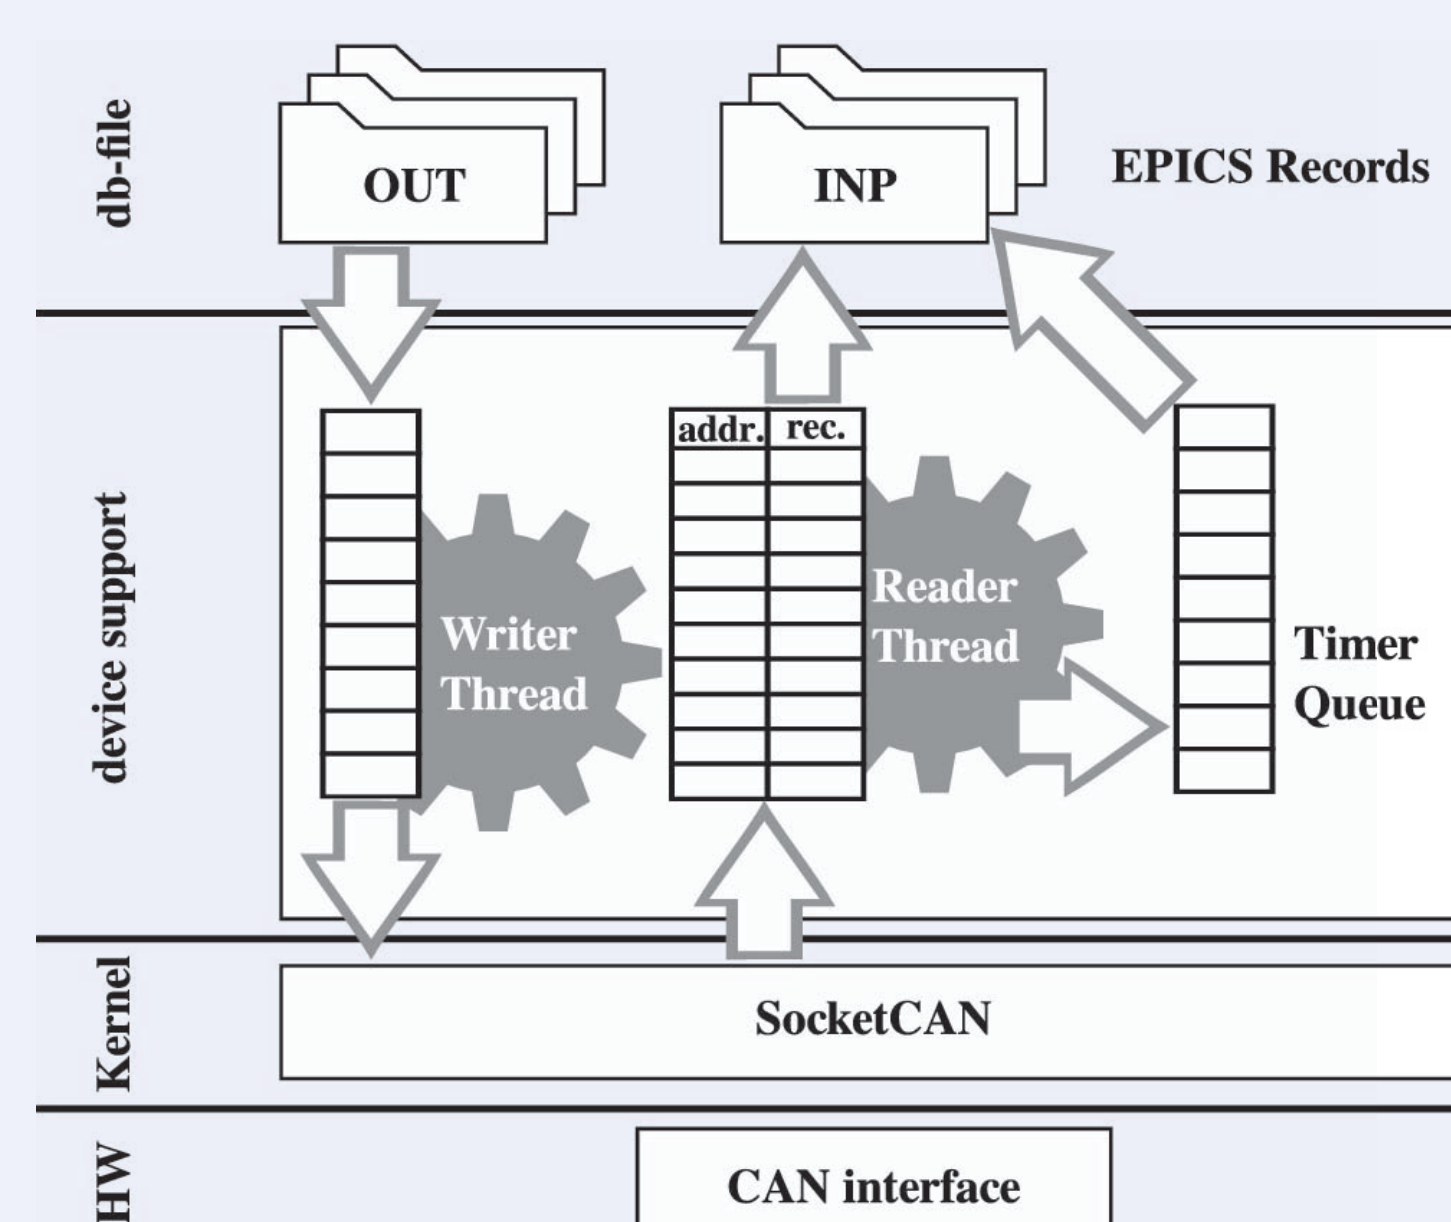 db-file
OUT
INP
EPICS Records
device support
addr.
rec.
Writer
Thread
Reader
Thread
Timer
Queue
Kernel
SocketCAN
HW
CAN interface